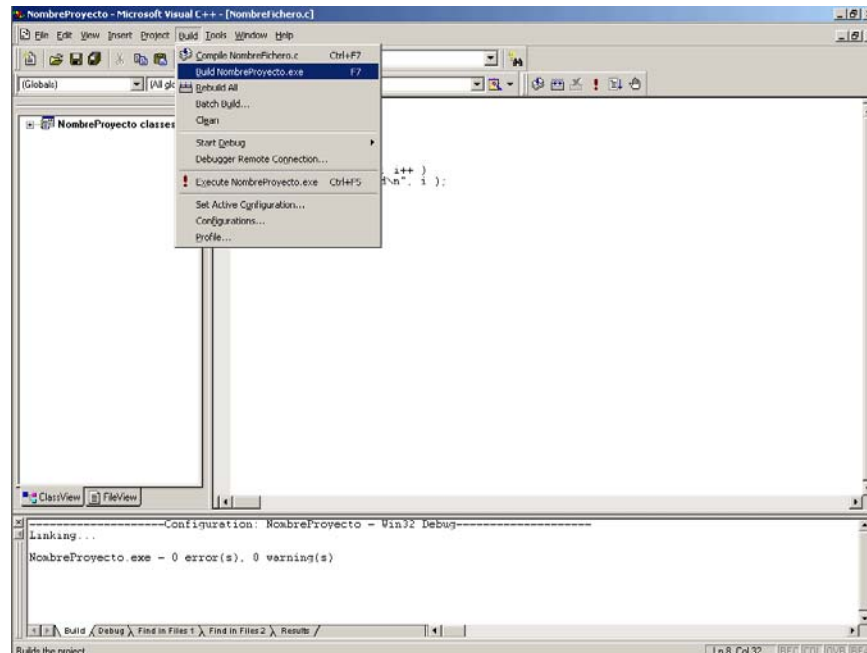 NombreProyecto - Microsoft Visual C++ - [NombreFichero.c]
File Edit View Insert Project Build Tools Window Help
Compile NombreFichero.c Ctrl+F7
Build NombreProyecto.exe F7
(Globals)
Rebuild All
Batch Build...
Clean
NombreProyecto classes
Start Debug
Debugger Remote Connection...
i++ )
Execute NombreProyecto.exe Ctrl+F5
\n", i );
Set Active Configuration...
Configurations...
Profile...
ClassView FileView
--------------------Configuration: NombreProyecto - Win32 Debug--------------------
Linking...
NombreProyecto.exe - 0 error(s), 0 warning(s)
Build Debug Find in Files 1 Find in Files 2 Results
Builds the project
Ln 8, Col 32 REC COL OVR